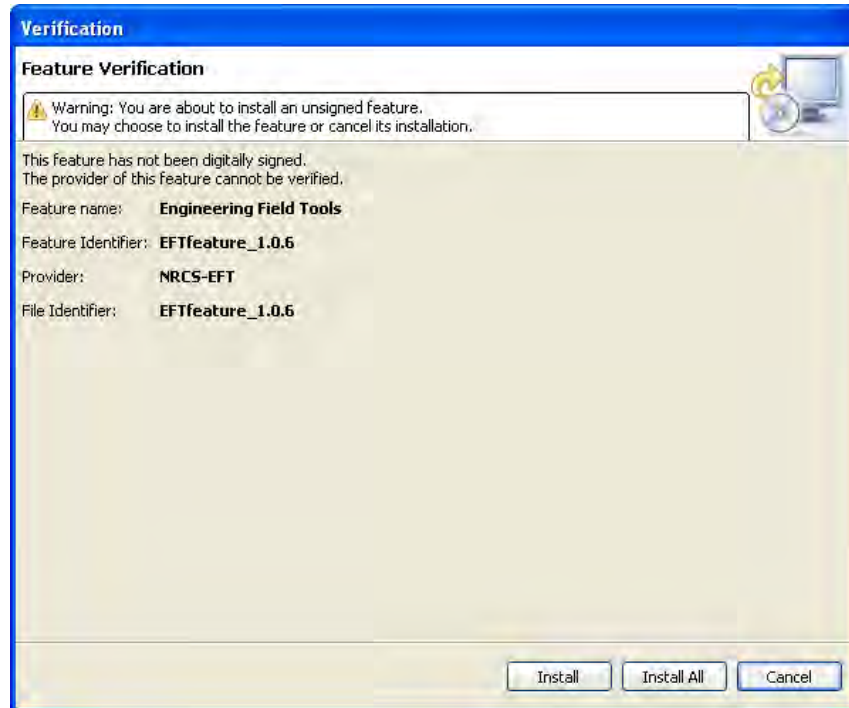 Verification
Feature Verification
Warning: You are about to install an unsigned feature.
You may choose to install the feature or cancel its installation.
This feature has not been digitally signed.
The provider of this feature cannot be verified.
Feature name: Engineering Field Tools
Feature Identifier: EFTfeature_1.0.6
Provider: NRCS-EFT
File Identifier: EFTfeature_1.0.6
Install Install All Cancel